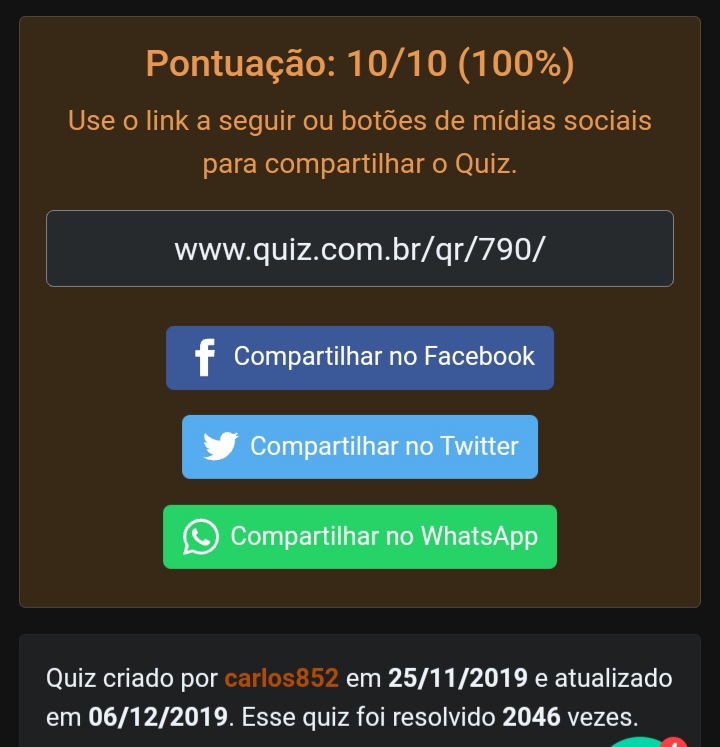 Pontuação: 10/10 (100%)
Use o link a seguir ou botões de mídias sociais
para compartilhar o Quiz.
www.quiz.com.br/qr/790/
Compartilhar no Facebook
Compartilhar no Twitter
Compartilhar no WhatsApp
Quiz criado por carlos852 em 25/11/2019 e atualizado
em 06/12/2019. Esse quiz foi resolvido 2046 vezes.